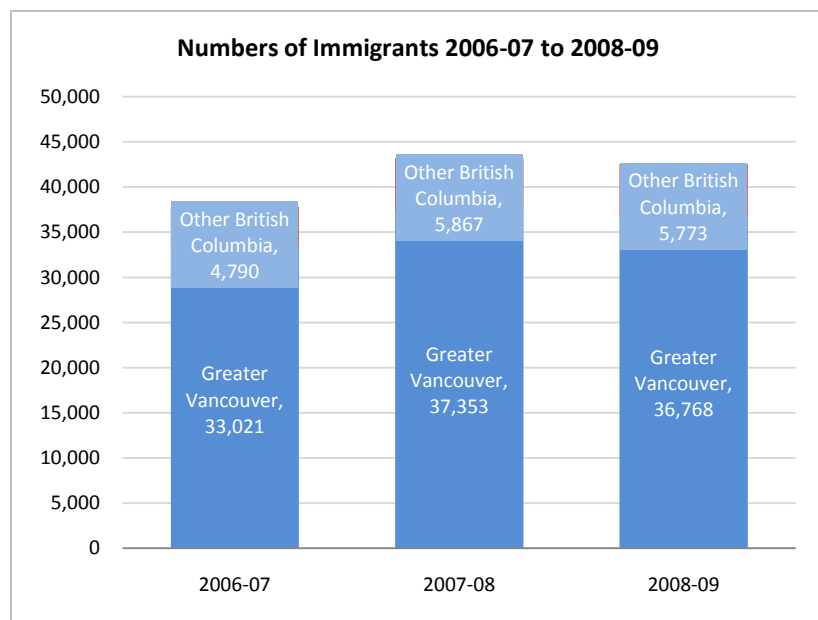 Numbers of Immigrants 2006-07 to 2008-09
50,000
45,000
40,000
35,000
30,000
25,000
20,000
15,000
10,000
5,000
0
Other British
Columbia,
4,790
Greater
Vancouver,
33,021
Other British
Columbia,
5,867
Greater
Vancouver,
37,353
Other British
Columbia,
5,773
Greater
Vancouver,
36,768
2006-07
2007-08
2008-09